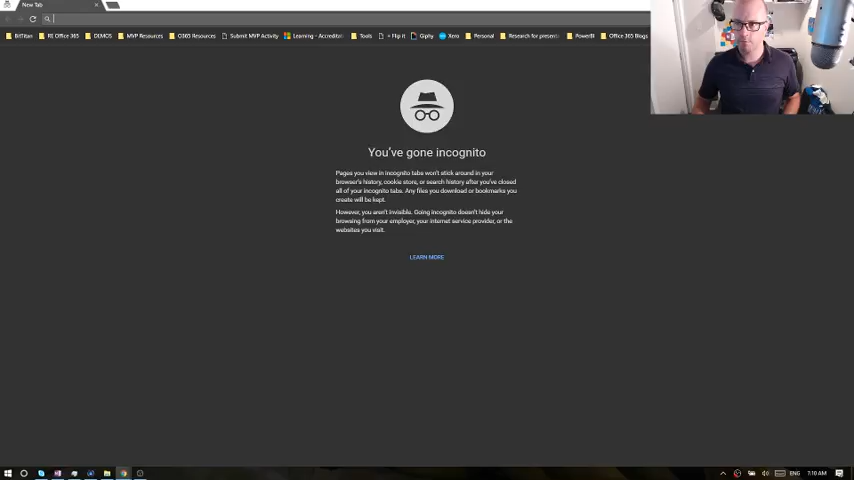 New Tab
BitTitan RE Office 365 DEMOS MVP Resources O365 Resources Submit MVP Activity Learning - Accredita Tools + Flip it Giphy Xero Personal Research for presenta PowerBI Office 365 Blogs
You've gone incognito
Pages you view in incognito tabs won't stick around in your
browser's history, cookie store, or search history after you've closed
all of your incognito tabs. Any files you download or bookmarks you
create will be kept.
However, you aren't invisible. Going incognito doesn't hide your
browsing from your employer, your internet service provider, or the
websites you visit.
LEARN MORE
ENG 7:10 AM